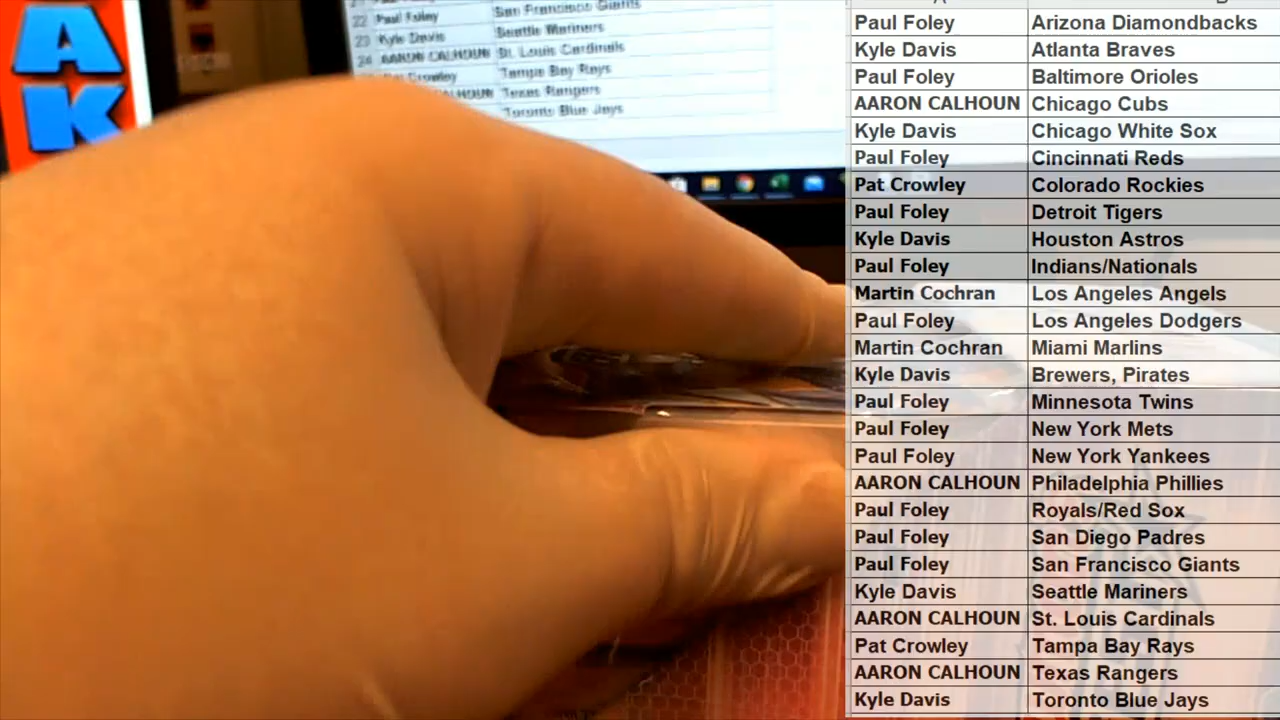 AK
22 Paul Foley San Francisco Giants
23 Kyle Davis Seattle Mariners
24 AARON CALHOUN St. Louis Cardinals
Crowley Tampa Bay Rays
HOUN Texas Rangers
Toronto Blue Jays
Paul Foley Arizona Diamondbacks
Kyle Davis Atlanta Braves
Paul Foley Baltimore Orioles
AARON CALHOUN Chicago Cubs
Kyle Davis Chicago White Sox
Paul Foley Cincinnati Reds
Pat Crowley Colorado Rockies
Paul Foley Detroit Tigers
Kyle Davis Houston Astros
Paul Foley Indians/Nationals
Martin Cochran Los Angeles Angels
Paul Foley Los Angeles Dodgers
Martin Cochran Miami Marlins
Kyle Davis Brewers, Pirates
Paul Foley Minnesota Twins
Paul Foley New York Mets
Paul Foley New York Yankees
AARON CALHOUN Philadelphia Phillies
Paul Foley Royals/Red Sox
Paul Foley San Diego Padres
Paul Foley San Francisco Giants
Kyle Davis Seattle Mariners
AARON CALHOUN St. Louis Cardinals
Pat Crowley Tampa Bay Rays
AARON CALHOUN Texas Rangers
Kyle Davis Toronto Blue Jays